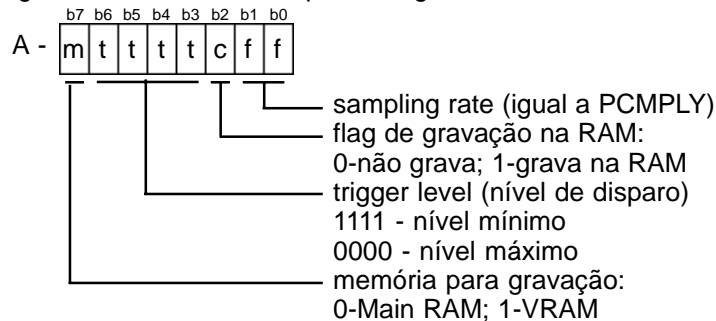 b7 b6 b5 b4 b3 b2 b1 b0
A - m t t t t c f f
sampling rate (igual a PCMPLY)
flag de gravação na RAM:
0-não grava; 1-grava na RAM
trigger level (nível de disparo)
1111 - nível mínimo
0000 - nível máximo
memória para gravação:
0-Main RAM; 1-VRAM